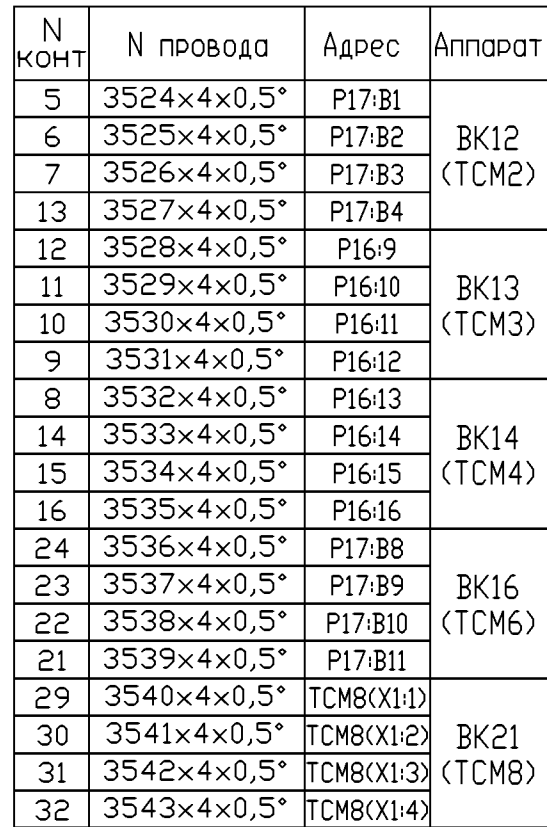 N конт N провода Адрес Аппарат
5 3524×4×0,5° P17:B1
6 3525×4×0,5° P17:B2 BK12
7 3526×4×0,5° P17:B3 (TCM2)
13 3527×4×0,5° P17:B4
12 3528×4×0,5° P16:9
11 3529×4×0,5° P16:10 BK13
10 3530×4×0,5° P16:11 (TCM3)
9 3531×4×0,5° P16:12
8 3532×4×0,5° P16:13
14 3533×4×0,5° P16:14 BK14
15 3534×4×0,5° P16:15 (TCM4)
16 3535×4×0,5° P16:16
24 3536×4×0,5° P17:B8
23 3537×4×0,5° P17:B9 BK16
22 3538×4×0,5° P17:B10 (TCM6)
21 3539×4×0,5° P17:B11
29 3540×4×0,5° TCM8(X1:1)
30 3541×4×0,5° TCM8(X1:2) BK21
31 3542×4×0,5° TCM8(X1:3) (TCM8)
32 3543×4×0,5° TCM8(X1:4)